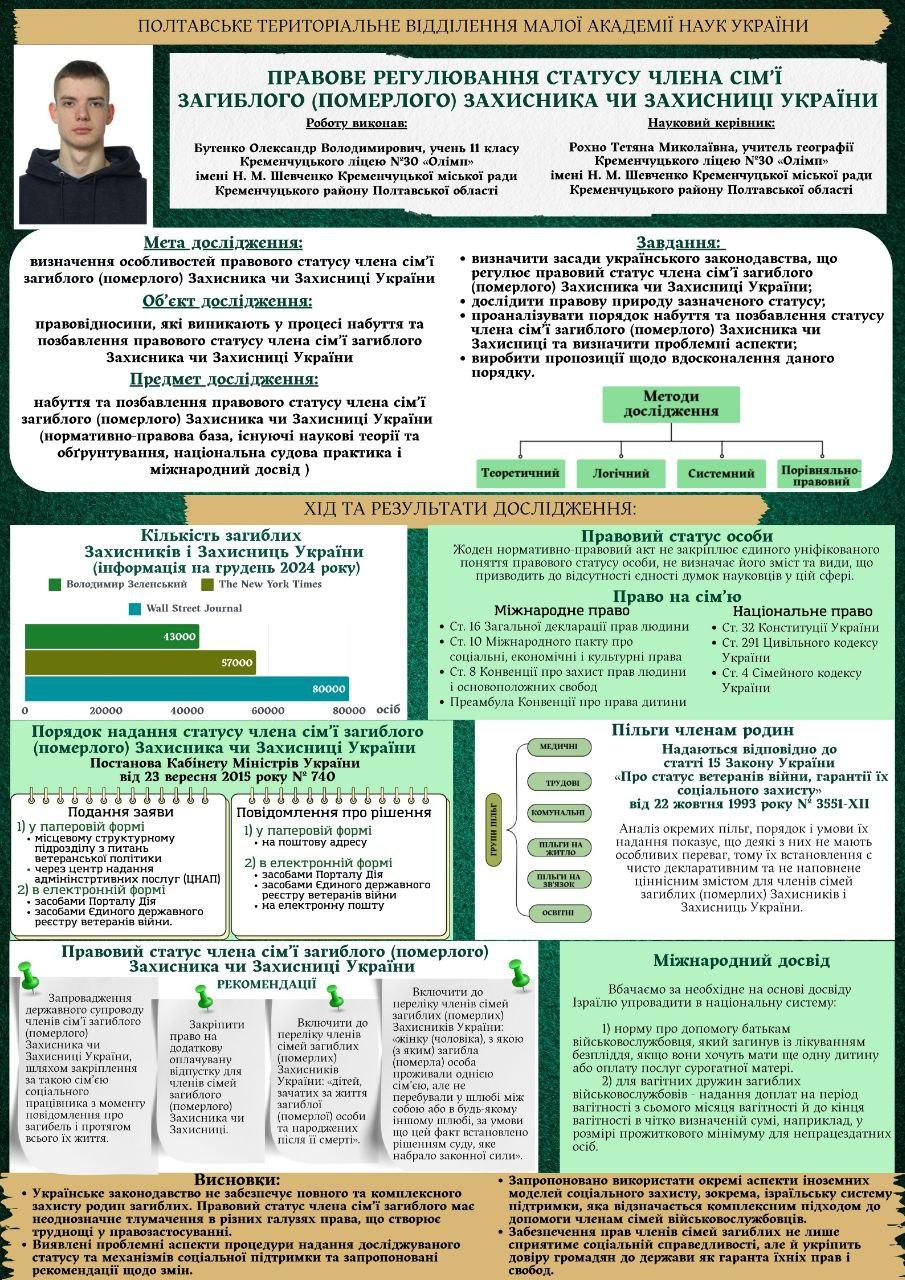 ПОЛТАВСЬКЕ ТЕРИТОРІАЛЬНЕ ВІДДІЛЕННЯ МАЛОЇ АКАДЕМІЇ НАУК УКРАЇНИ
ПРАВОВЕ РЕГУЛЮВАННЯ СТАТУСУ ЧЛЕНА СІМ'Ї
ЗАГИБЛОГО (ПОМЕРЛОГО) ЗАХИСНИКА ЧИ ЗАХИСНИЦІ УКРАЇНИ
Роботу виконав:
Бутенко Олександр Володимирович, учень 11 класу
Кременчуцького ліцею №30 «Олімп»
імені Н. М. Шевченко Кременчуцької міської ради
Кременчуцького району Полтавської області
Науковий керівник:
Рохно Тетяна Миколаївна, учитель географії
Кременчуцького ліцею №30 «Олімп»
імені Н. М. Шевченко Кременчуцької міської ради
Кременчуцького району Полтавської області
Мета дослідження:
визначення особливостей правового статусу члена сім'ї
загиблого (померлого) Захисника чи Захисниці України
Об'єкт дослідження:
правовідносини, які виникають у процесі набуття та
позбавлення правового статусу члена сім'ї загиблого
Захисника чи Захисниці України
Предмет дослідження:
набуття та позбавлення правового статусу члена сім'ї
загиблого (померлого) Захисника чи Захисниці України
(нормативно-правова база, існуючі наукові теорії та
обґрунтування, національна судова практика і
міжнародний досвід )
Завдання:
• визначити засади українського законодавства, що
регулює правовий статус члена сім'ї загиблого
(померлого) Захисника чи Захисниці України;
• дослідити правову природу зазначеного статусу;
• проаналізувати порядок набуття та позбавлення статусу
члена сім'ї загиблого (померлого) Захисника чи
Захисниці та визначити проблемні аспекти;
• виробити пропозиції щодо вдосконалення даного
порядку.
Методи
дослідження
Теоретичний
Логічний
Системний
Порівняльно-
правовий
ХІД ТА РЕЗУЛЬТАТИ ДОСЛІДЖЕННЯ:
Кількість загиблих
Захисників і Захисниць України
(інформація на грудень 2024 року)
Володимир Зеленський The New York Times
Wall Street Journal
43000
57000
80000
0 20000 40000 60000 80000 осіб
Правовий статус особи
Жоден нормативно-правовий акт не закріплює єдиного уніфікованого
поняття правового статусу особи, не визначає його зміст та види, що
призводить до відсутності єдності думок науковців у цій сфері.
Право на сім'ю
Міжнародне право
• Ст. 16 Загальної декларації прав людини
• Ст. 10 Міжнародного пакту про
соціальні, економічні і культурні права
• Ст. 8 Конвенції про захист прав людини
і основоположних свобод
• Преамбула Конвенції про права дитини
Національне право
• Ст. 32 Конституції України
• Ст. 291 Цивільного кодексу
України
• Ст. 4 Сімейного кодексу
України
Порядок надання статусу члена сім'ї загиблого
(померлого) Захисника чи Захисниці України
Постанова Кабінету Міністрів України
від 23 вересня 2015 року № 740
Подання заяви
1) у паперовій формі
• місцевому структурному
підрозділу з питань
ветеранської політики
• через центр надання
адмінінстртивних послуг (ЦНАП)
2) в електронній формі
• засобами Порталу Дія
• засобами Єдиного державного
реєстру ветеранів війни.
Повідомлення про рішення
1) у паперовій формі
• на поштову адресу
2) в електронній формі
• засобами Порталу Дія
• засобами Єдиного державного
реєстру ветеранів війни
• на електронну пошту
ГРУПИ ПІЛЬГ
МЕДИЧНІ
ТРУДОВІ
КОМУНАЛЬНІ
ПІЛЬГИ НА
ЖИТЛО
ПІЛЬГИ НА
ЗВ'ЯЗОК
ОСВІТНІ
Пільги членам родин
Надаються відповідно до
статті 15 Закону України
«Про статус ветеранів війни, гарантії їх
соціального захисту»
від 22 жовтня 1993 року № 3551-XII
Аналіз окремих пільг, порядок і умови їх
надання показує, що деякі з них не мають
особливих переваг, тому їх встановлення є
чисто декларативним та не наповнене
ціннісним змістом для членів сімей
загиблих (померлих) Захисників і
Захисниць України.
Правовий статус члена сім'ї загиблого (померлого)
Захисника чи Захисниці України
РЕКОМЕНДАЦІЇ
Запровадження
державного супроводу
членів сім'ї загиблого
(померлого)
Захисника чи
Захисниці України,
шляхом закріплення
за такою сім'єю
соціального
працівника з моменту
повідомлення про
загибель і протягом
всього їх життя.
Закріпити
право на
додаткову
оплачувану
відпустку для
членів сімей
загиблого
(померлого)
Захисника чи
Захисниці.
Включити до
переліку членів
сімей загиблих
(померлих)
Захисників
України: «дітей,
зачатих за життя
загиблої
(померлої) особи
та народжених
після її смерті».
Включити до
переліку членів сімей
загиблих (померлих)
Захисників України:
«жінку (чоловіка), з якою
(з яким) загибла
(померла) особа
проживали однією
сім'єю, але не
перебували у шлюбі між
собою або в будь-якому
іншому шлюбі, за умови
що цей факт встановлено
рішенням суду, яке
набрало законної сили».
Міжнародний досвід
Вбачаємо за необхідне на основі досвіду
Ізраїлю упровадити в національну систему:
1) норму про допомогу батькам
військовослужбовця, який загинув із лікуванням
безпліддя, якщо вони хочуть мати ще одну дитину
або оплату послуг сурогатної матері.
2) для вагітних дружин загиблих
військовослужбовців - надання доплат на період
вагітності з сьомого місяця вагітності й до кінця
вагітності в чітко визначеній сумі, наприклад, у
розмірі прожиткового мінімуму для непрацездатних
осіб.
Висновки:
• Українське законодавство не забезпечує повного та комплексного
захисту родин загиблих. Правовий статус члена сім'ї загиблого має
неоднозначне тлумачення в різних галузях права, що створює
труднощі у правозастосуванні.
• Виявлені проблемні аспекти процедури надання досліджуваного
статусу та механізмів соціальної підтримки та запропоновані
рекомендації щодо змін.
• Запропоновано використати окремі аспекти іноземних
моделей соціального захисту, зокрема, ізраїльську систему
підтримки, яка відзначається комплексним підходом до
допомоги членам сімей військовослужбовців.
• Забезпечення прав членів сімей загиблих не лише
сприятиме соціальній справедливості, але й укріпить
довіру громадян до держави як гаранта їхніх прав і
свобод.